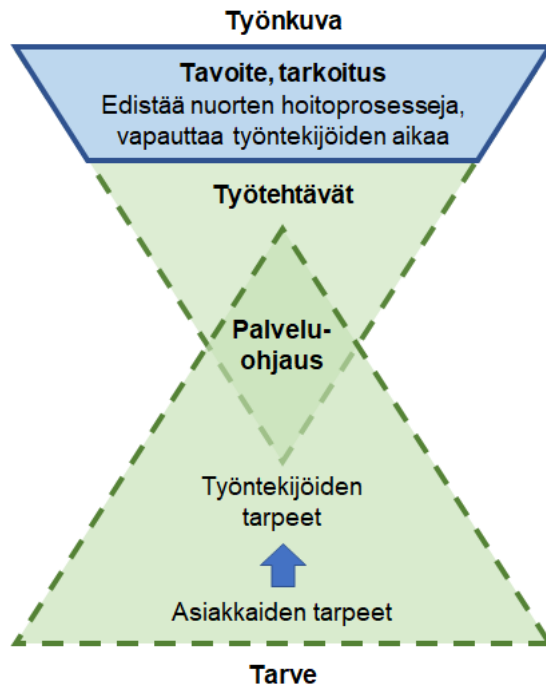 Työnkuva
Tavoite, tarkoitus
Edistää nuorten hoitoprosesseja,
vapauttaa työntekijöiden aikaa
Työtehtävät
Palvelu-
ohjaus
Työntekijöiden
tarpeet
Asiakkaiden tarpeet
Tarve